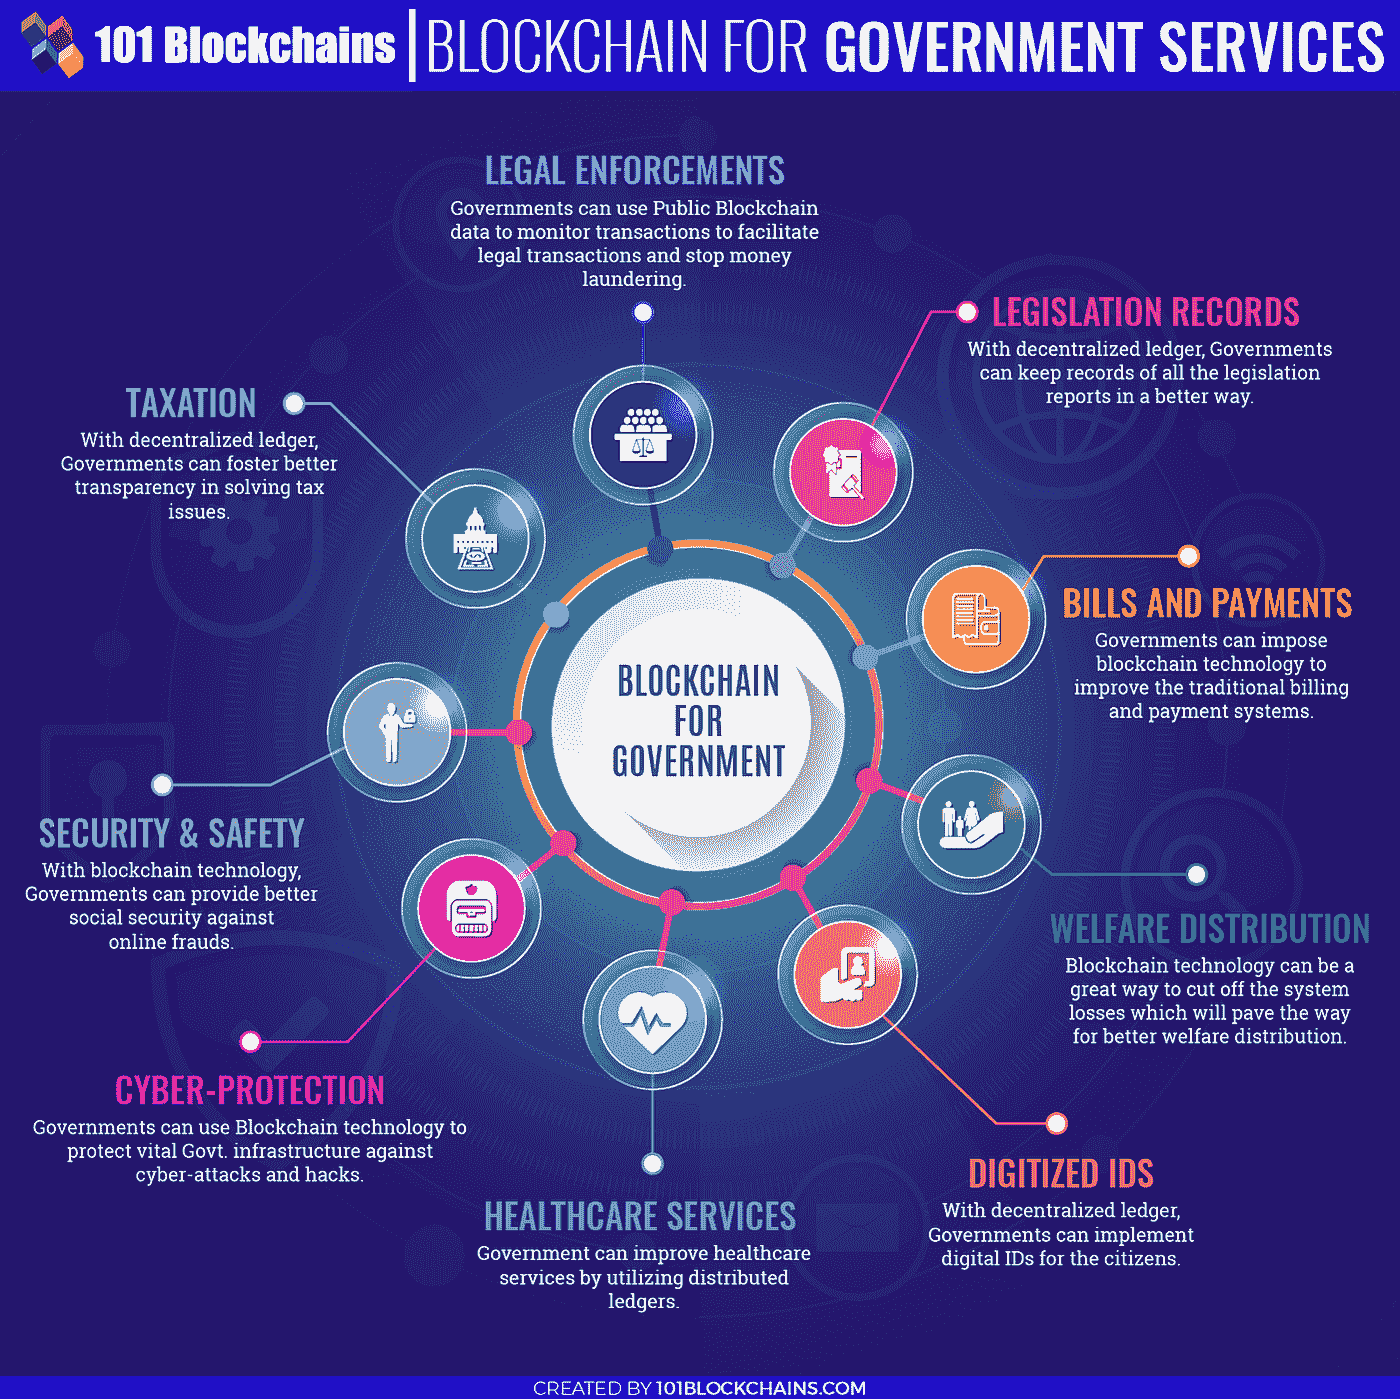 101 Blockchains
BLOCKCHAIN FOR GOVERNMENT SERVICES
LEGAL ENFORCEMENTS
Governments can use Public Blockchain
data to monitor transactions to facilitate
legal transactions and stop money
laundering.
LEGISLATION RECORDS
With decentralized ledger, Governments
can keep records of all the legislation
reports in a better way.
BILLS AND PAYMENTS
Governments can impose
blockchain technology to
improve the traditional billing
and payment systems.
WELFARE DISTRIBUTION
Blockchain technology can be a
great way to cut off the system
losses which will pave the way
for better welfare distribution.
DIGITIZED IDS
With decentralized ledger,
Governments can implement
digital IDs for the citizens.
HEALTHCARE SERVICES
Government can improve healthcare
services by utilizing distributed
ledgers.
CYBER-PROTECTION
Governments can use Blockchain technology to
protect vital Govt. infrastructure against
cyber-attacks and hacks.
SECURITY & SAFETY
With blockchain technology,
Governments can provide better
social security against
online frauds.
TAXATION
With decentralized ledger,
Governments can foster better
transparency in solving tax
issues.
BLOCKCHAIN
FOR
GOVERNMENT
CREATED BY 101BLOCKCHAINS.COM